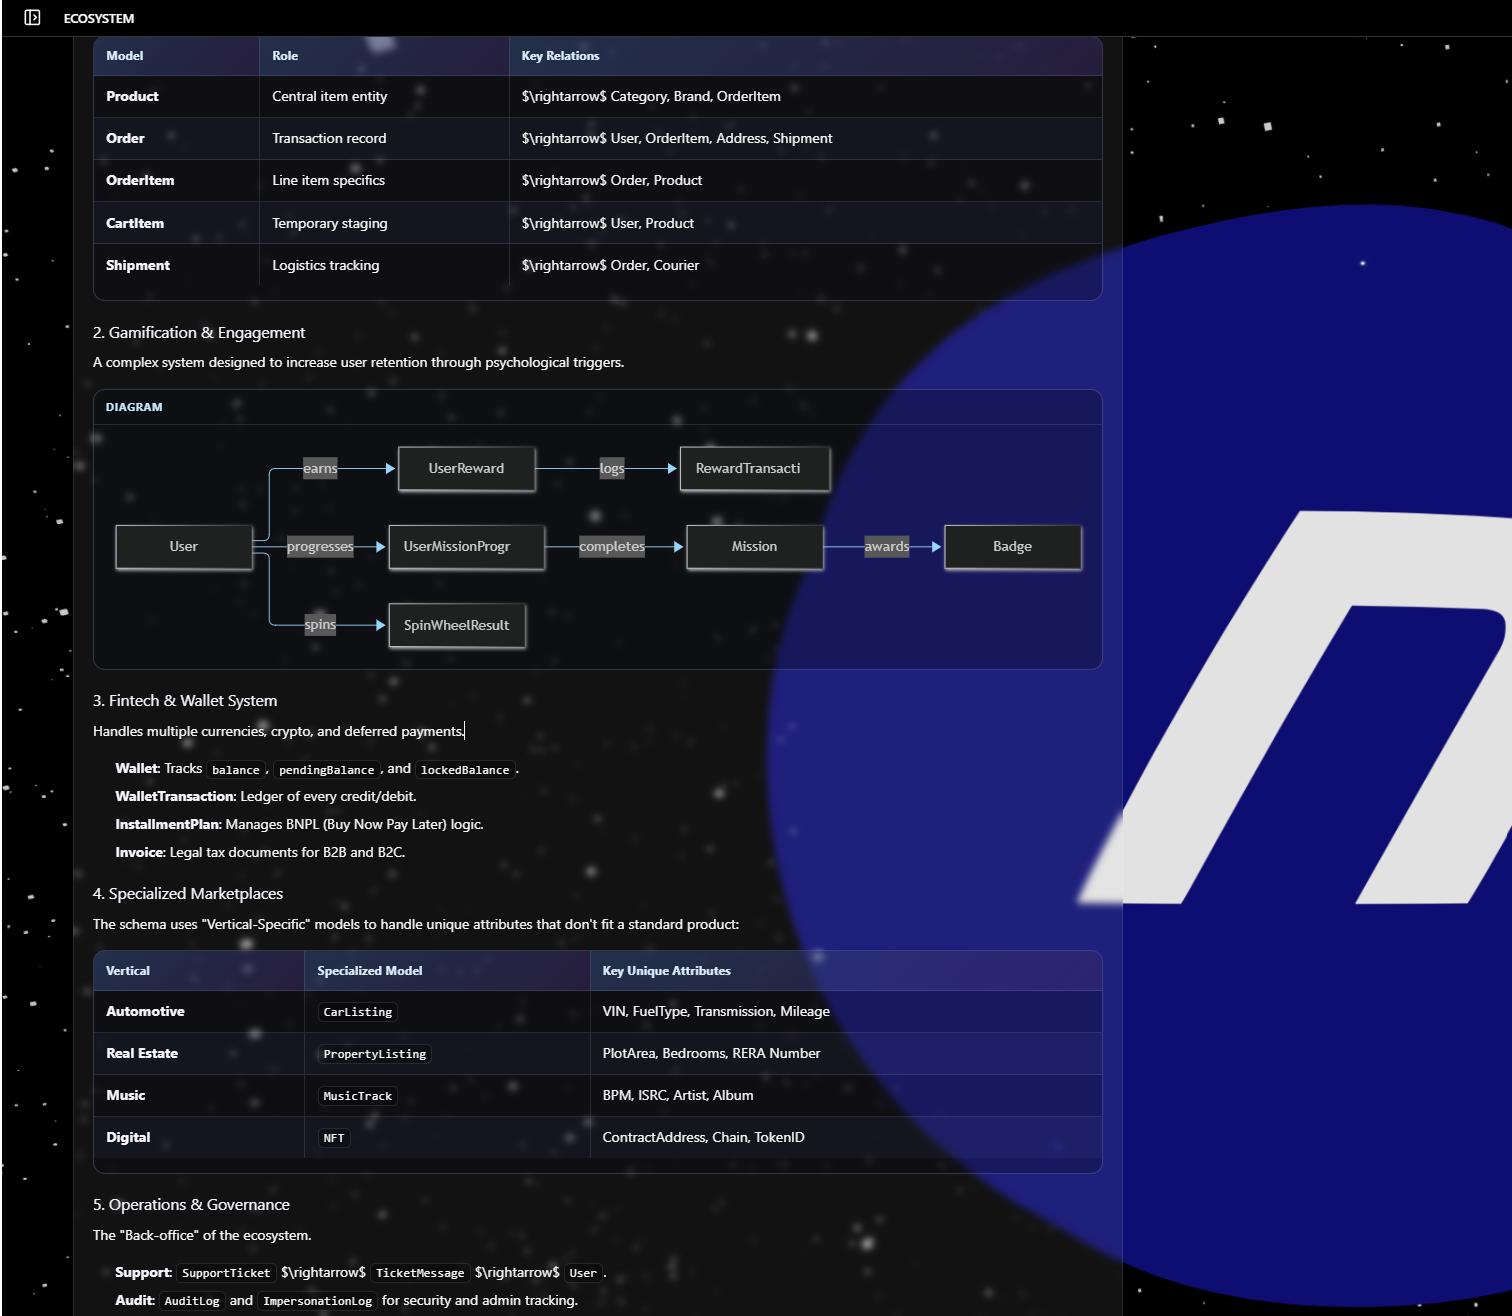 ECOSYSTEM
Model Role Key Relations
Product Central item entity $\rightarrow$ Category, Brand, OrderItem
Order Transaction record $\rightarrow$ User, OrderItem, Address, Shipment
OrderItem Line item specifics $\rightarrow$ Order, Product
CartItem Temporary staging $\rightarrow$ User, Product
Shipment Logistics tracking $\rightarrow$ Order, Courier
2. Gamification & Engagement
A complex system designed to increase user retention through psychological triggers.
DIAGRAM
earns UserReward logs RewardTransacti
User progresses UserMissionProgr completes Mission awards Badge
spins SpinWheelResult
3. Fintech & Wallet System
Handles multiple currencies, crypto, and deferred payments.
Wallet: Tracks balance, pendingBalance, and lockedBalance.
WalletTransaction: Ledger of every credit/debit.
InstallmentPlan: Manages BNPL (Buy Now Pay Later) logic.
Invoice: Legal tax documents for B2B and B2C.
4. Specialized Marketplaces
The schema uses "Vertical-Specific" models to handle unique attributes that don't fit a standard product:
Vertical Specialized Model Key Unique Attributes
Automotive CarListing VIN, FuelType, Transmission, Mileage
Real Estate PropertyListing PlotArea, Bedrooms, RERA Number
Music MusicTrack BPM, ISRC, Artist, Album
Digital NFT ContractAddress, Chain, TokenID
5. Operations & Governance
The "Back-office" of the ecosystem.
Support: SupportTicket $\rightarrow$ TicketMessage $\rightarrow$ User.
Audit: AuditLog and ImpersonationLog for security and admin tracking.